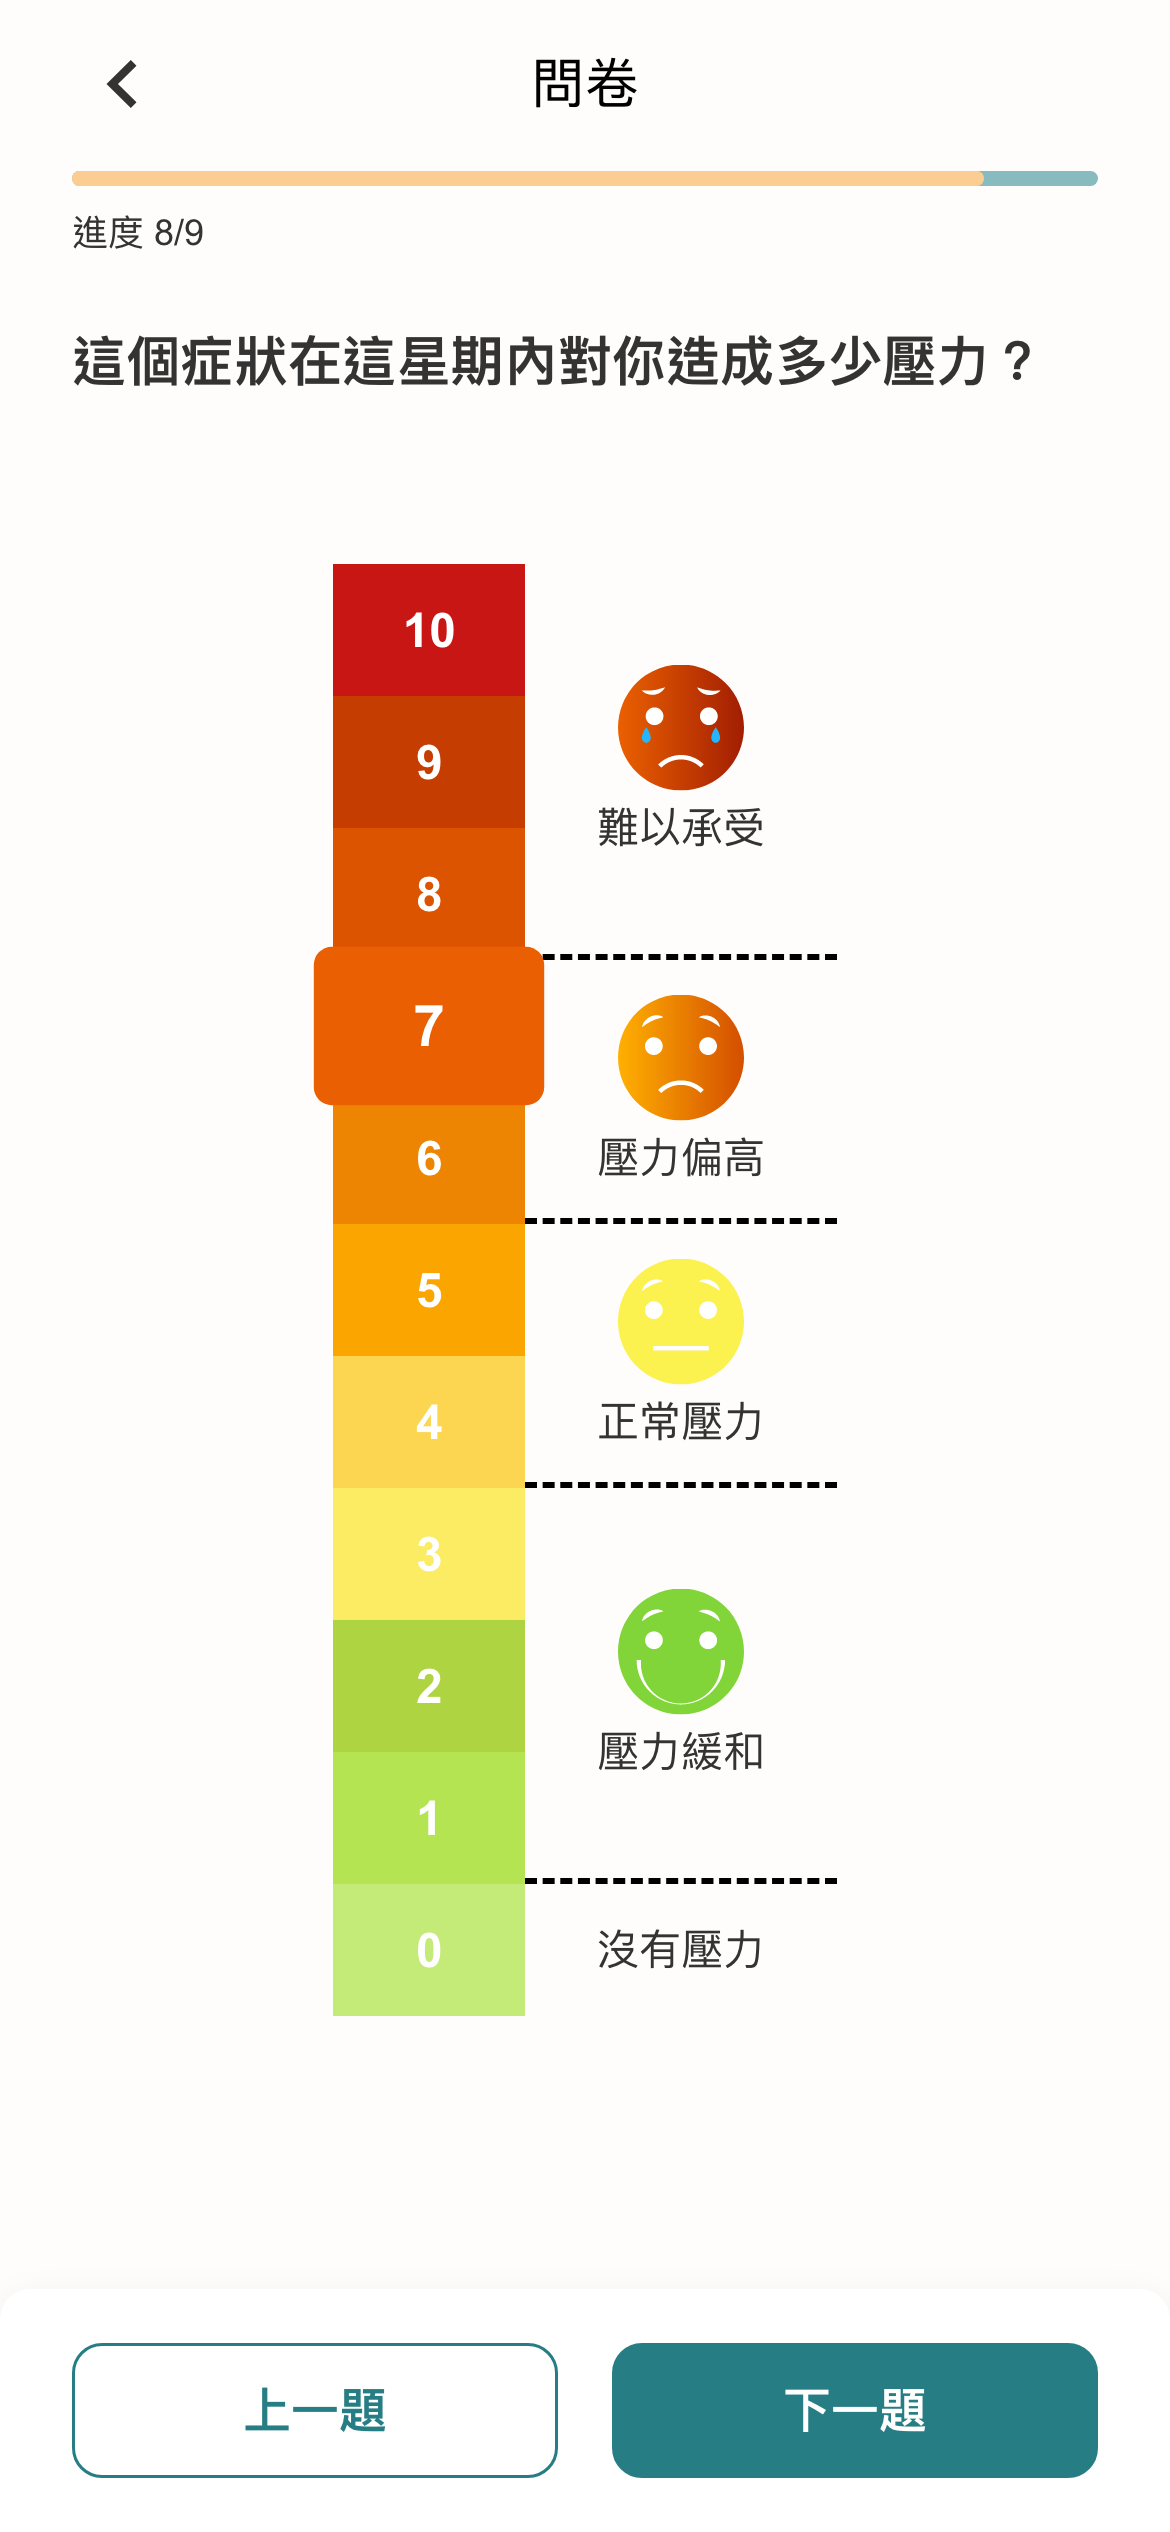 問卷
進度 8/9
這個症狀在這星期內對你造成多少壓力？
10
9
難以承受
8
7
壓力偏高
6
5
正常壓力
4
3
2
壓力緩和
1
0
沒有壓力
上一題
下一題